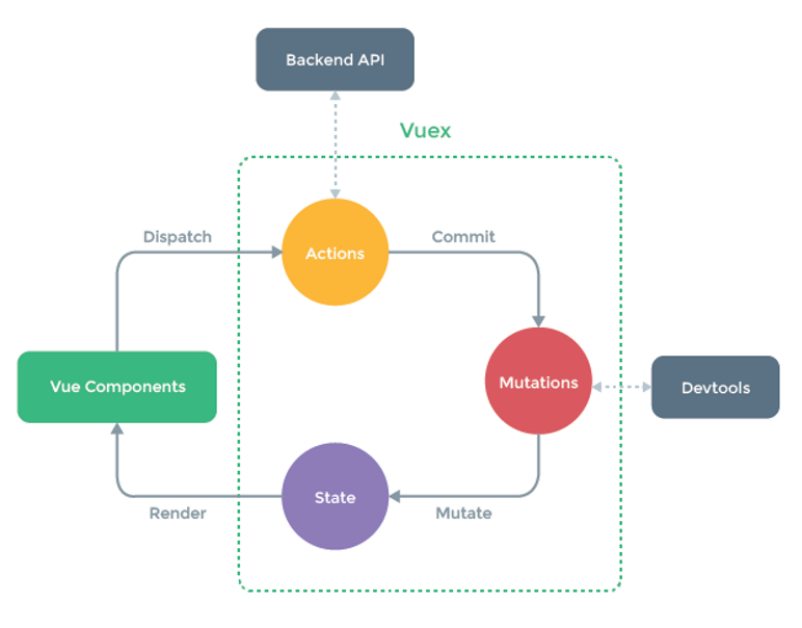 Backend API
Vuex
Dispatch
Actions
Commit
Vue Components
Mutations
Devtools
State
Render
Mutate